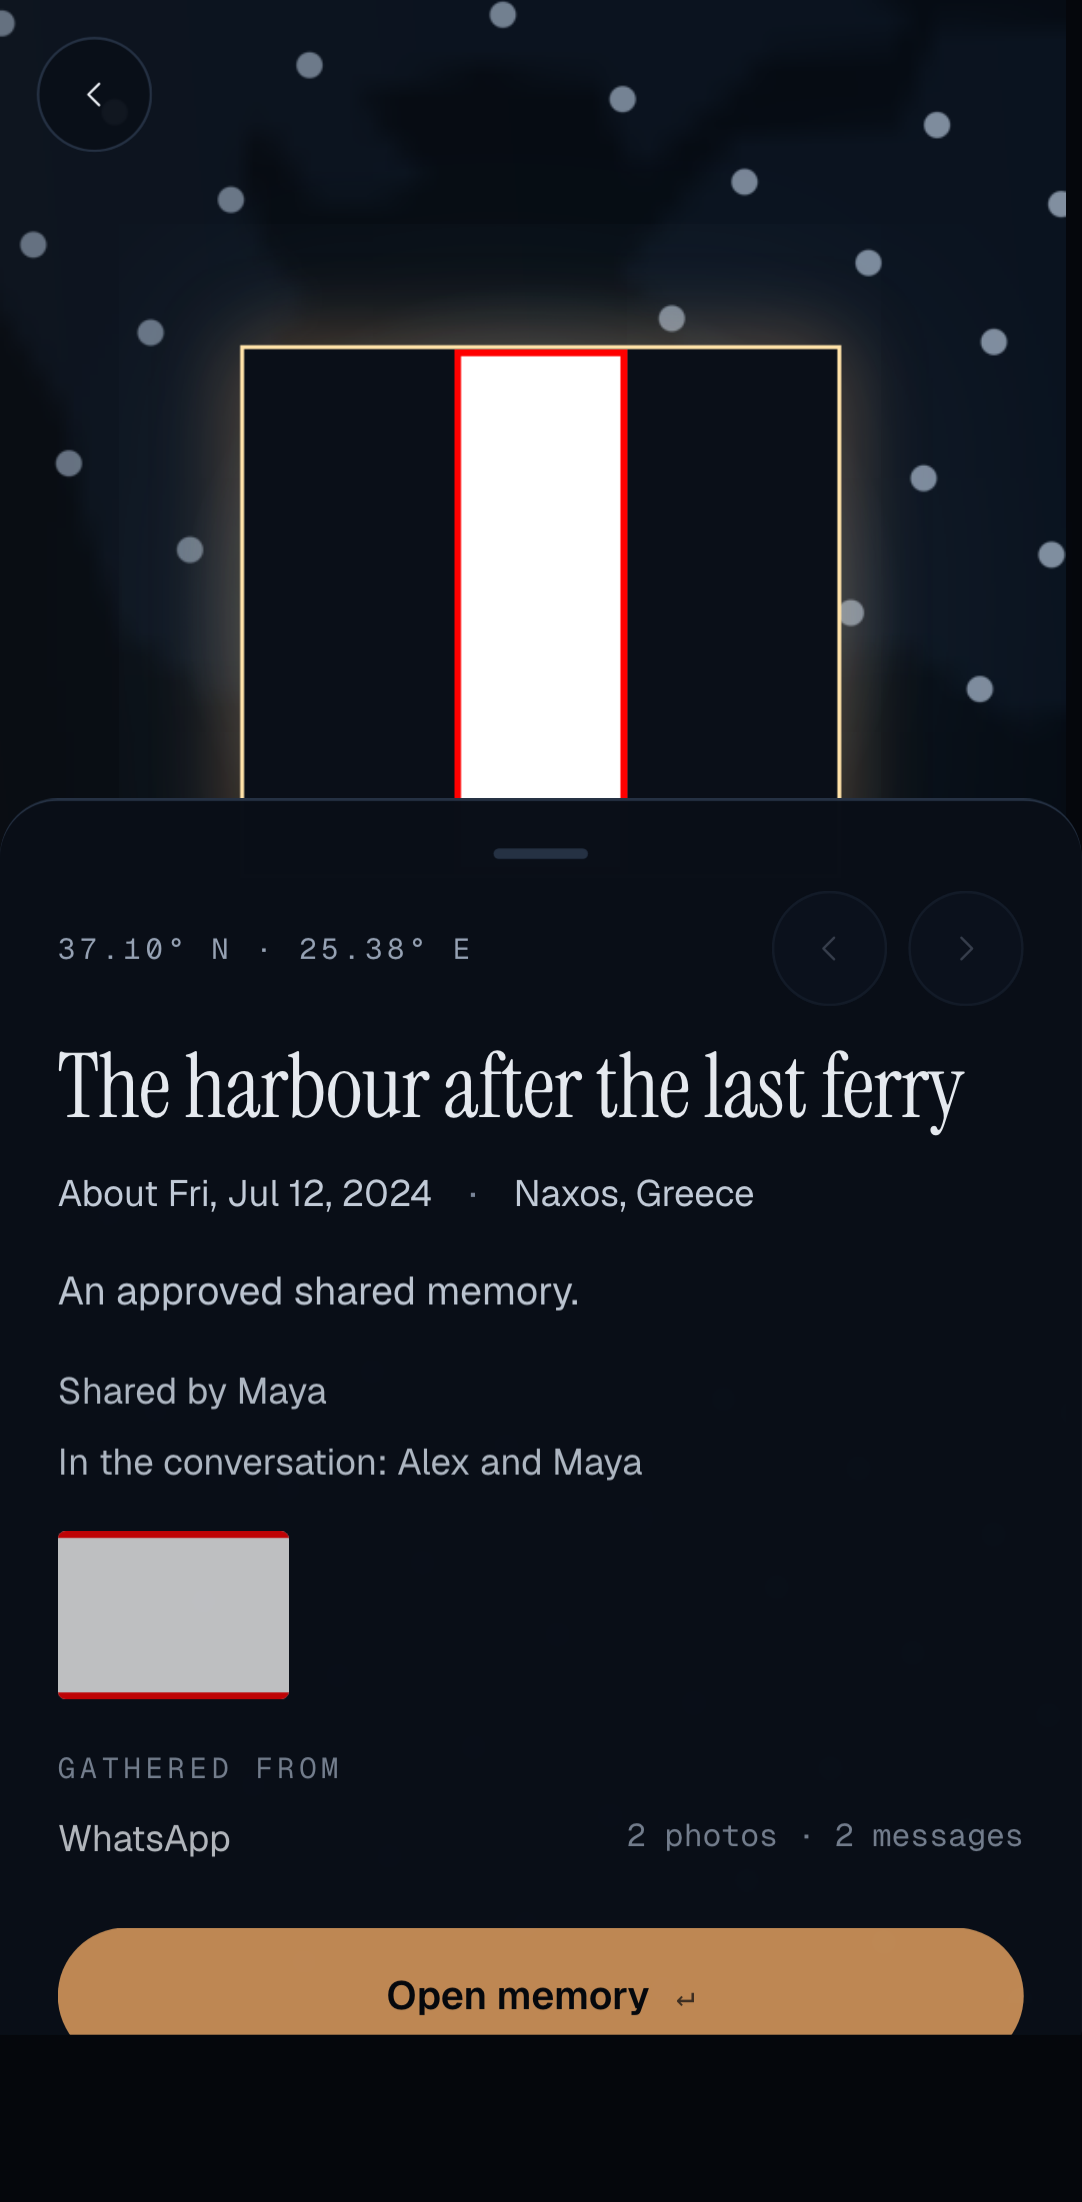 37.10° N · 25.38° E
The harbour after the last ferry
About Fri, Jul 12, 2024 · Naxos, Greece
An approved shared memory.
Shared by Maya
In the conversation: Alex and Maya
GATHERED FROM
WhatsApp 2 photos · 2 messages
Open memory ↵